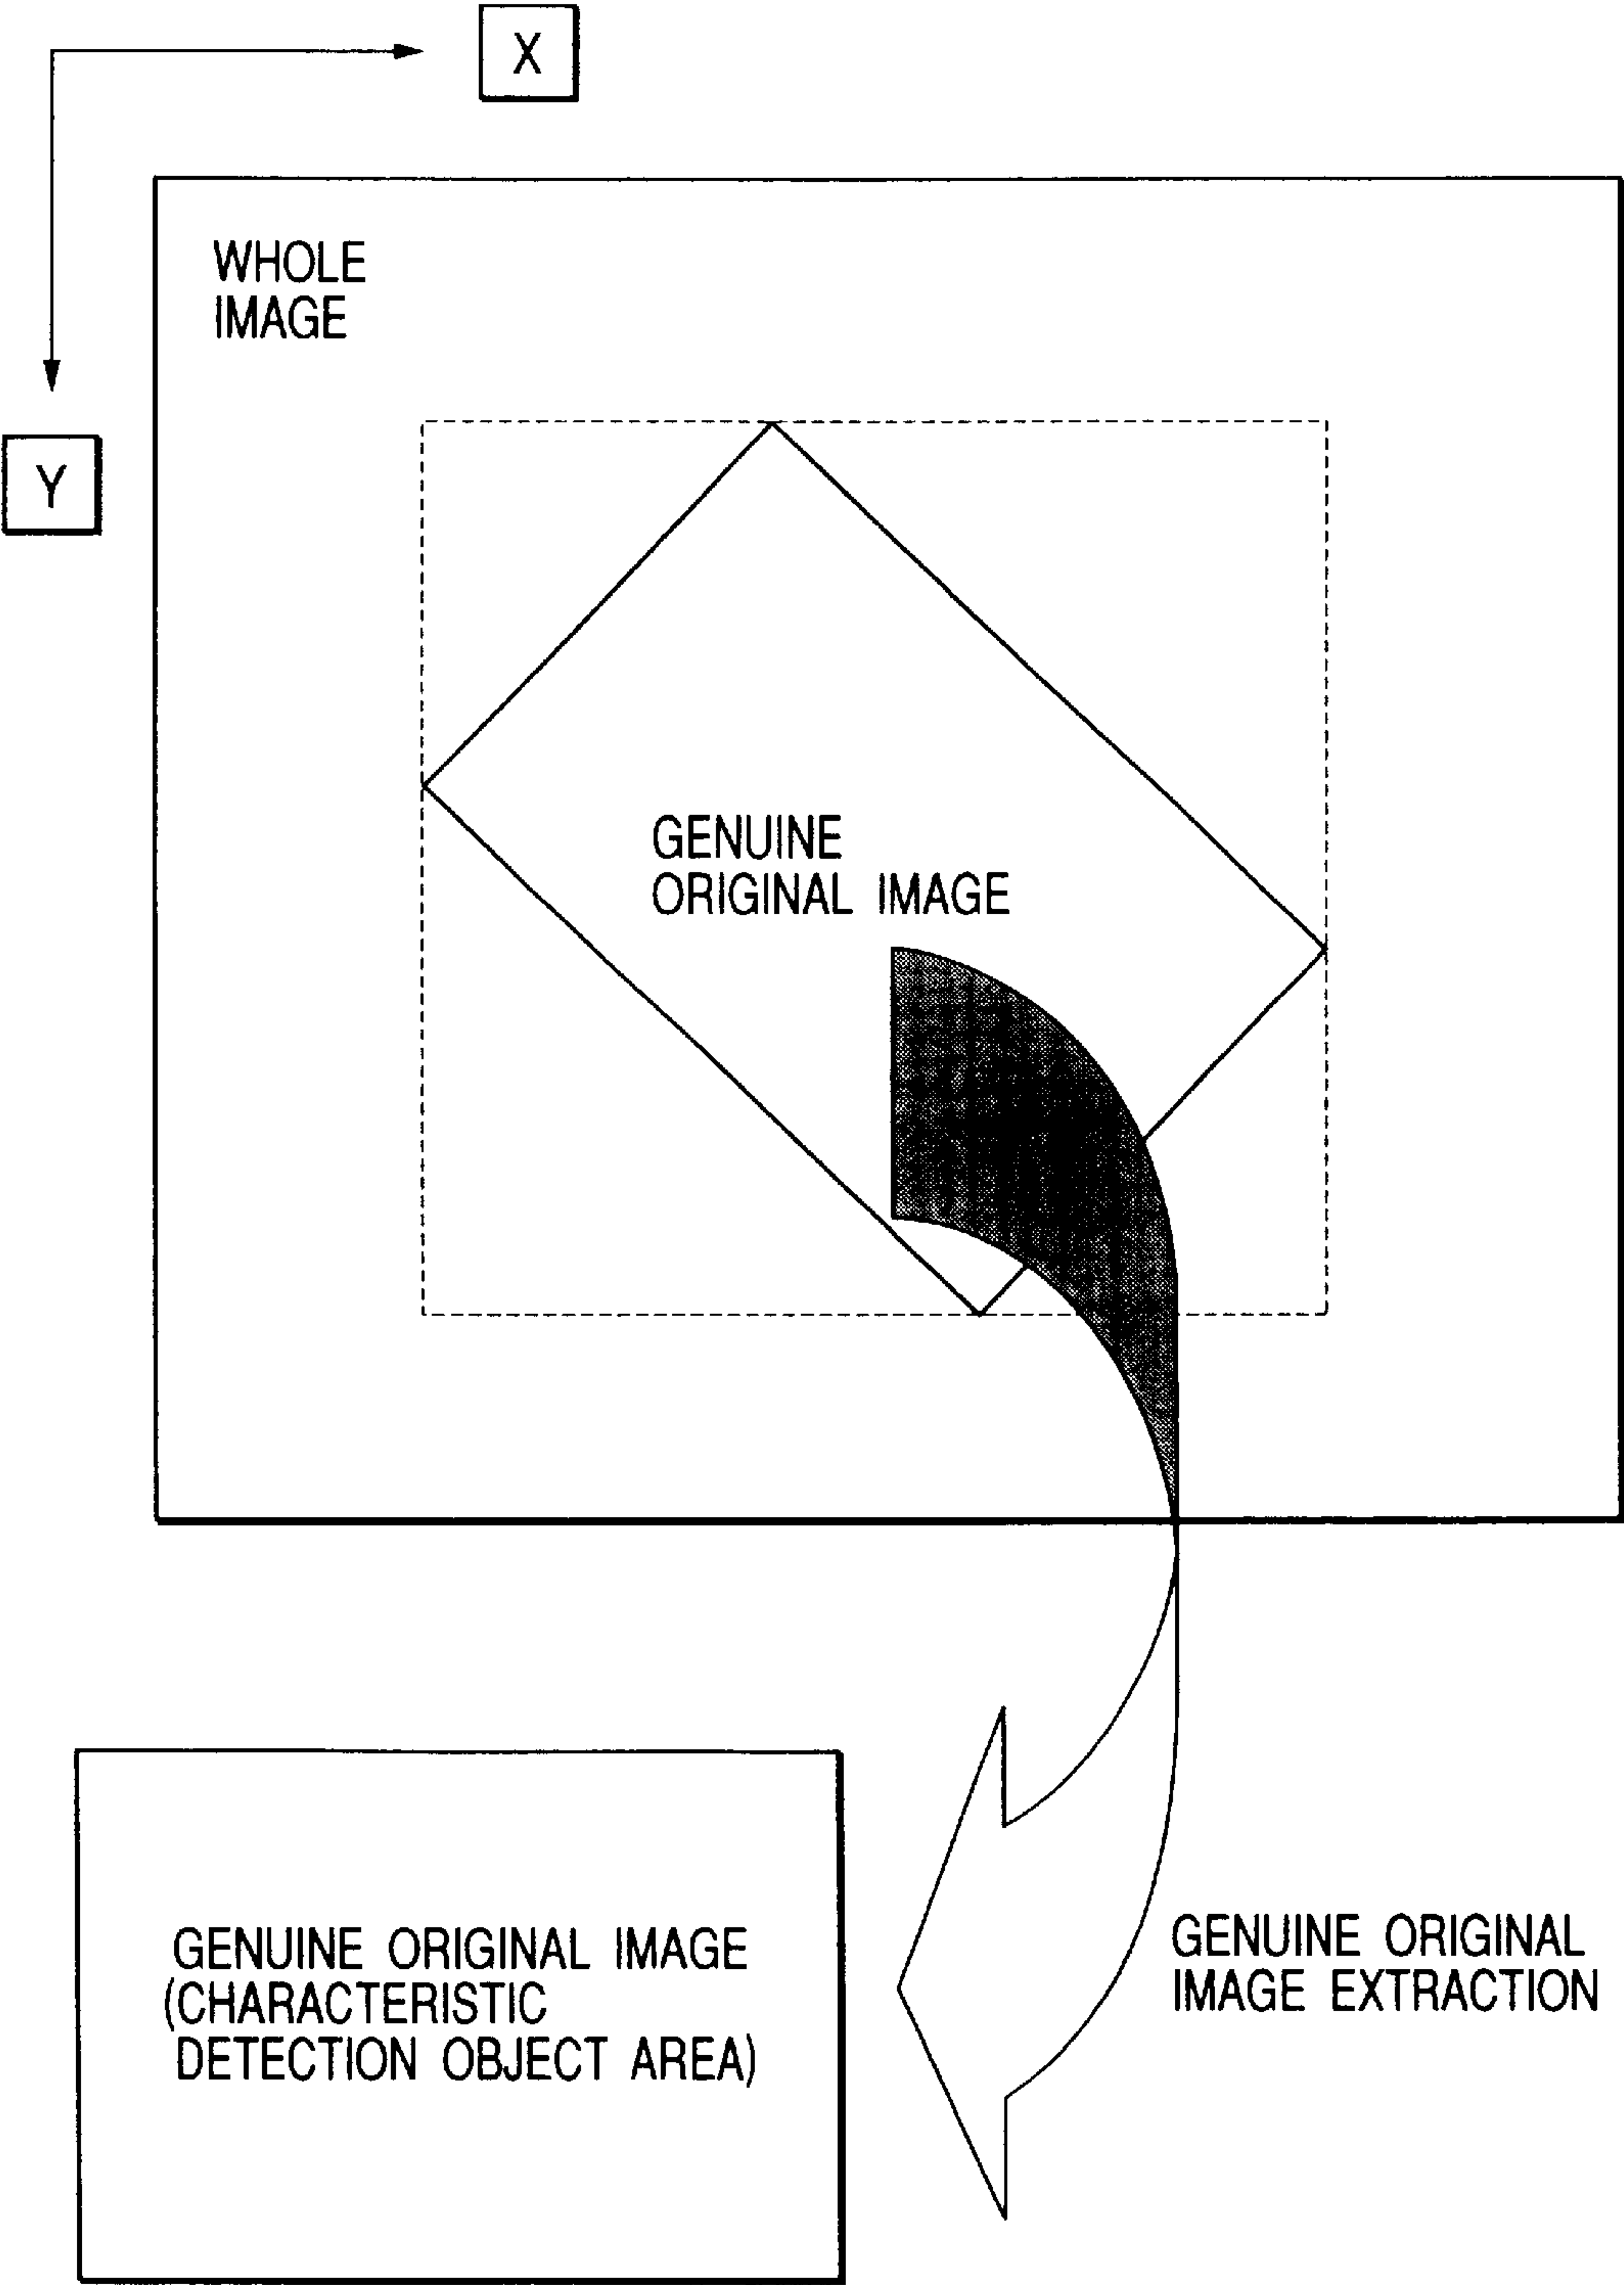 X
WHOLE
IMAGE
Y
GENUINE
ORIGINAL IMAGE
GENUINE ORIGINAL IMAGE
(CHARACTERISTIC
DETECTION OBJECT AREA)
GENUINE ORIGINAL
IMAGE EXTRACTION